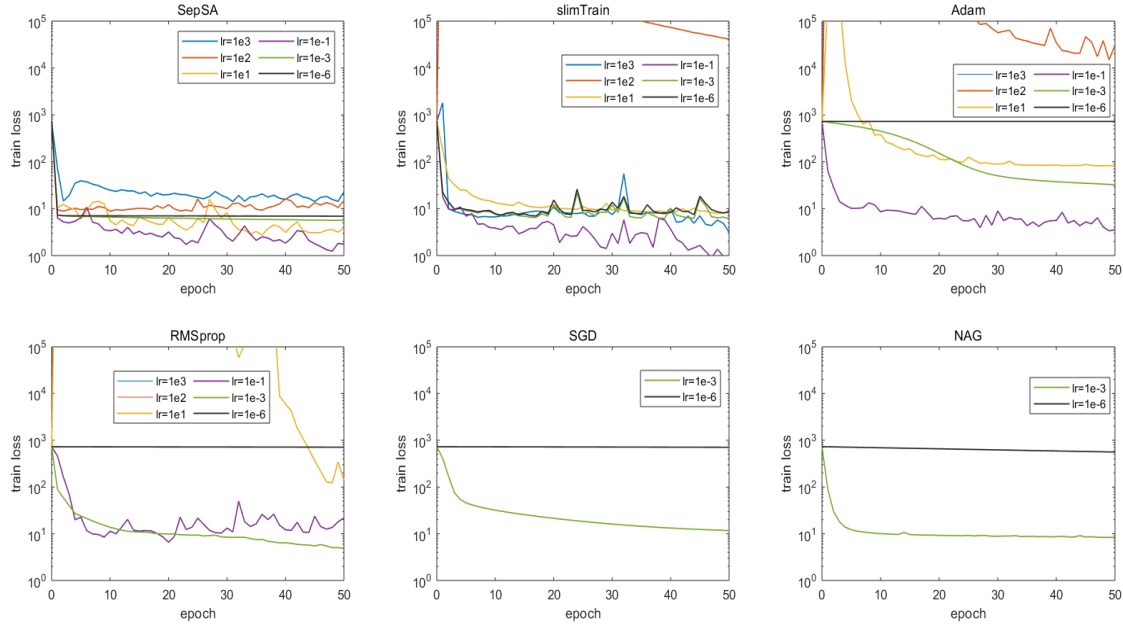 SepSA
10^5
10^4
10^3
10^2
10^1
10^0
train loss
lr=1e3 lr=1e-1
lr=1e2 lr=1e-3
lr=1e1 lr=1e-6
0 10 20 30 40 50
epoch
slimTrain
10^5
10^4
10^3
10^2
10^1
10^0
train loss
lr=1e3 lr=1e-1
lr=1e2 lr=1e-3
lr=1e1 lr=1e-6
0 10 20 30 40 50
epoch
Adam
10^5
10^4
10^3
10^2
10^1
10^0
train loss
lr=1e3 lr=1e-1
lr=1e2 lr=1e-3
lr=1e1 lr=1e-6
0 10 20 30 40 50
epoch
RMSprop
10^5
10^4
10^3
10^2
10^1
10^0
train loss
lr=1e3 lr=1e-1
lr=1e2 lr=1e-3
lr=1e1 lr=1e-6
0 10 20 30 40 50
epoch
SGD
10^5
10^4
10^3
10^2
10^1
10^0
train loss
lr=1e-3
lr=1e-6
0 10 20 30 40 50
epoch
NAG
10^5
10^4
10^3
10^2
10^1
10^0
train loss
lr=1e-3
lr=1e-6
0 10 20 30 40 50
epoch